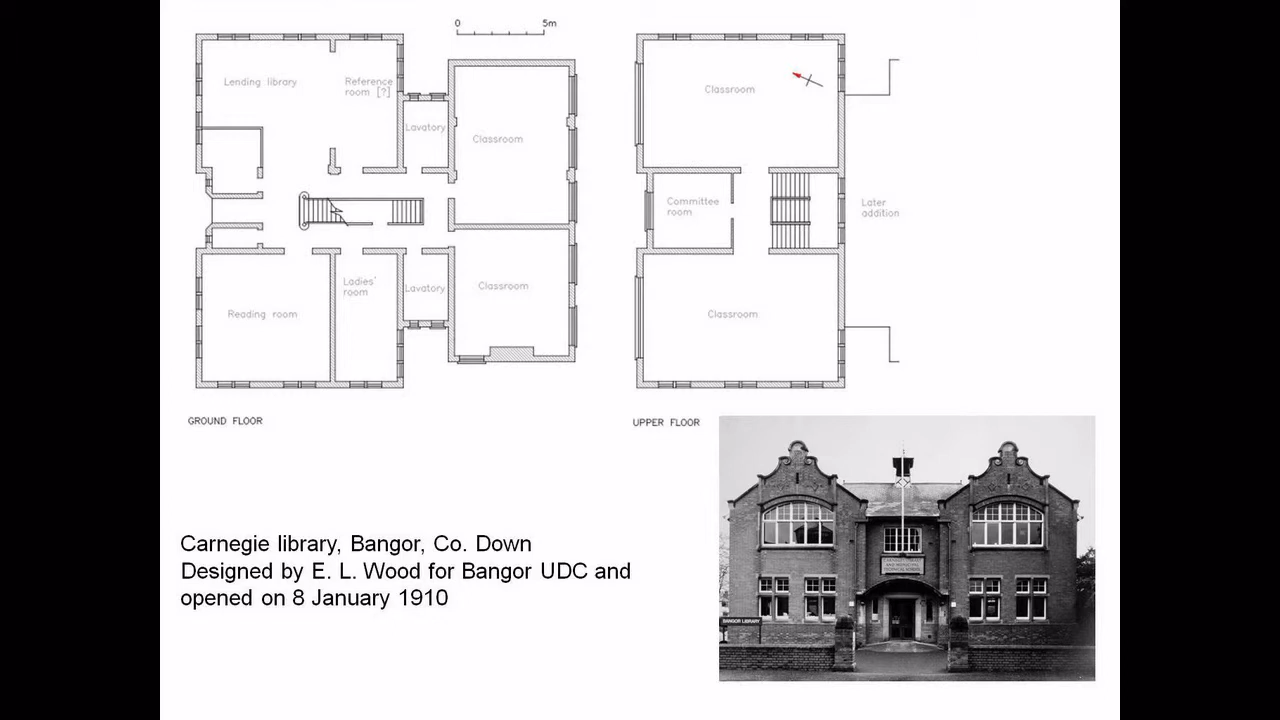 0 5m
Lending library
Reference
room [?]
Lavatory
Classroom
Ladies'
room
Lavatory
Classroom
Reading room
GROUND FLOOR
Classroom
Committee
room
Later
addition
Classroom
UPPER FLOOR
Carnegie library, Bangor, Co. Down
Designed by E. L. Wood for Bangor UDC and
opened on 8 January 1910
BANGOR LIBRARY